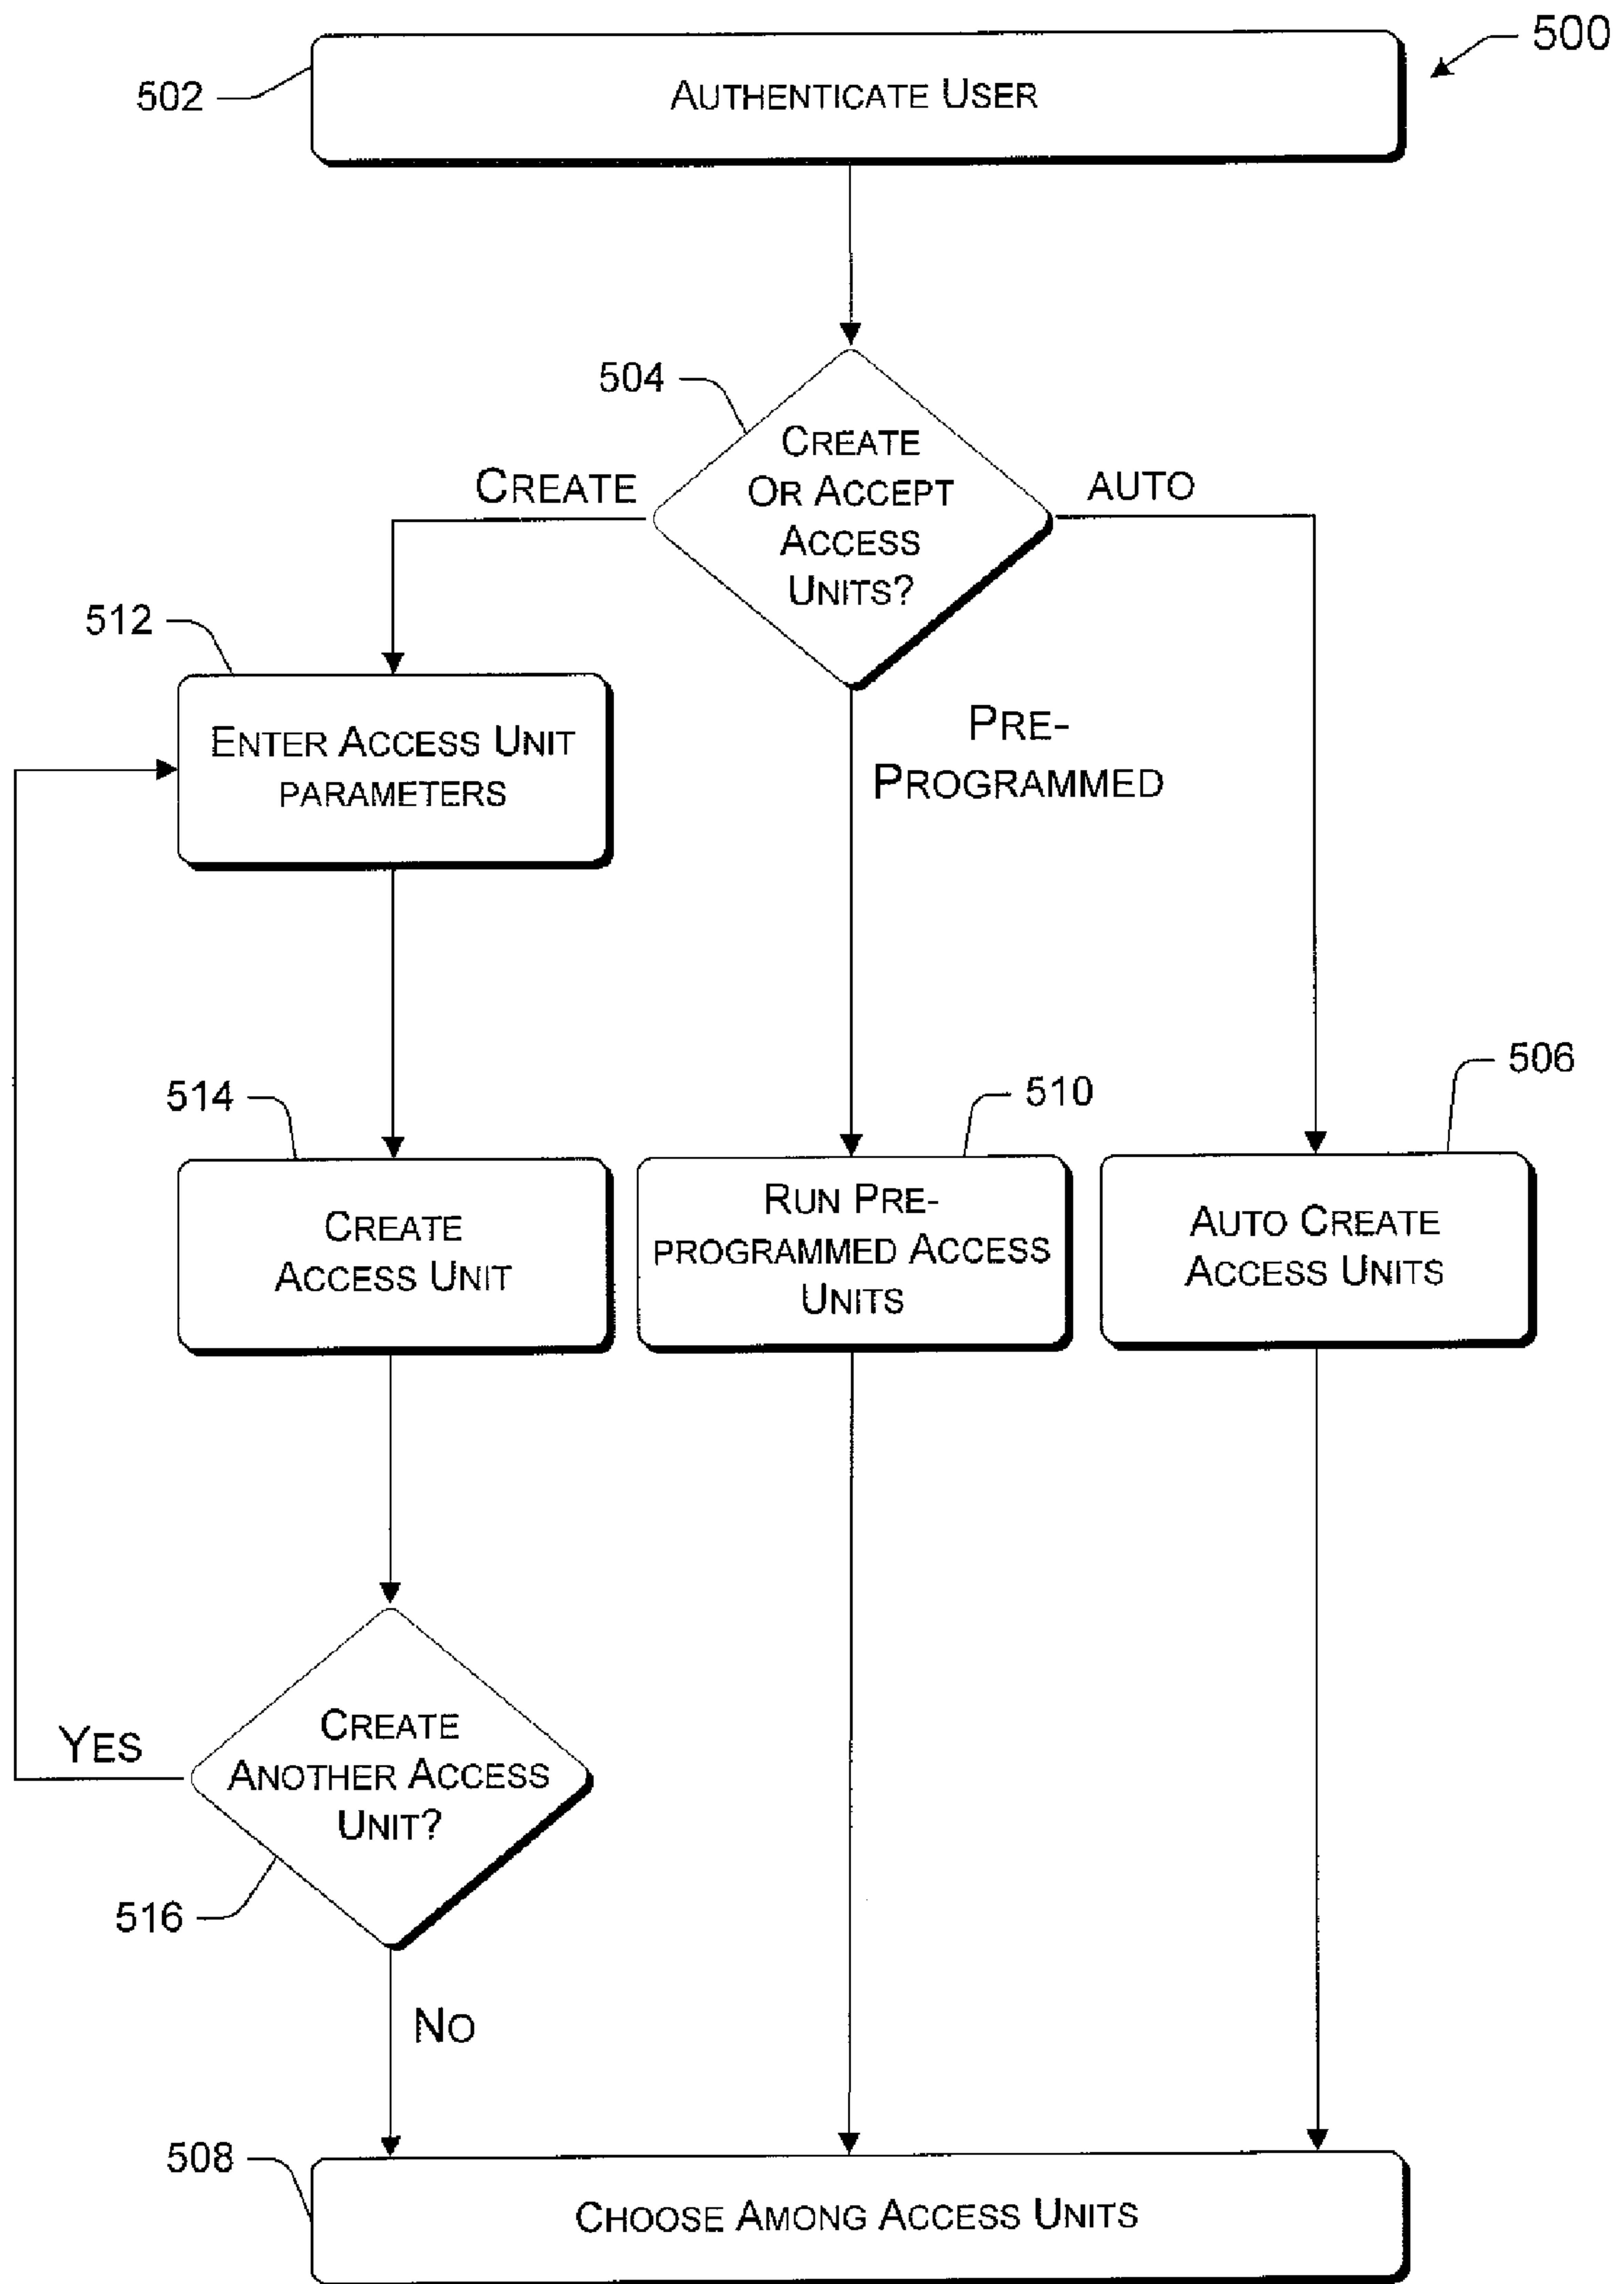 500
502
AUTHENTICATE USER
504
CREATE
OR ACCEPT
ACCESS
UNITS?
CREATE
AUTO
512
ENTER ACCESS UNIT
PARAMETERS
PRE-
PROGRAMMED
514
CREATE
ACCESS UNIT
510
RUN PRE-
PROGRAMMED ACCESS
UNITS
506
AUTO CREATE
ACCESS UNITS
YES
CREATE
ANOTHER ACCESS
UNIT?
516
NO
508
CHOOSE AMONG ACCESS UNITS